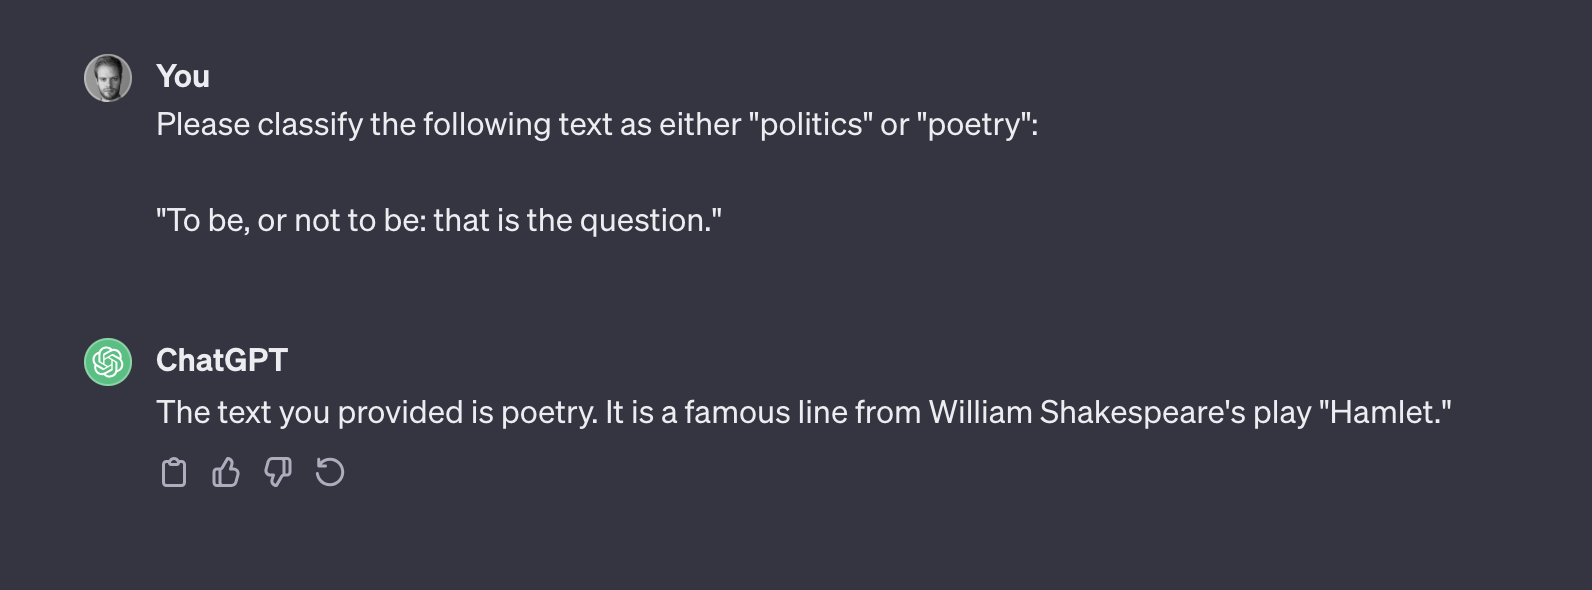 You
Please classify the following text as either "politics" or "poetry":
"To be, or not to be: that is the question."
ChatGPT
The text you provided is poetry. It is a famous line from William Shakespeare's play "Hamlet."